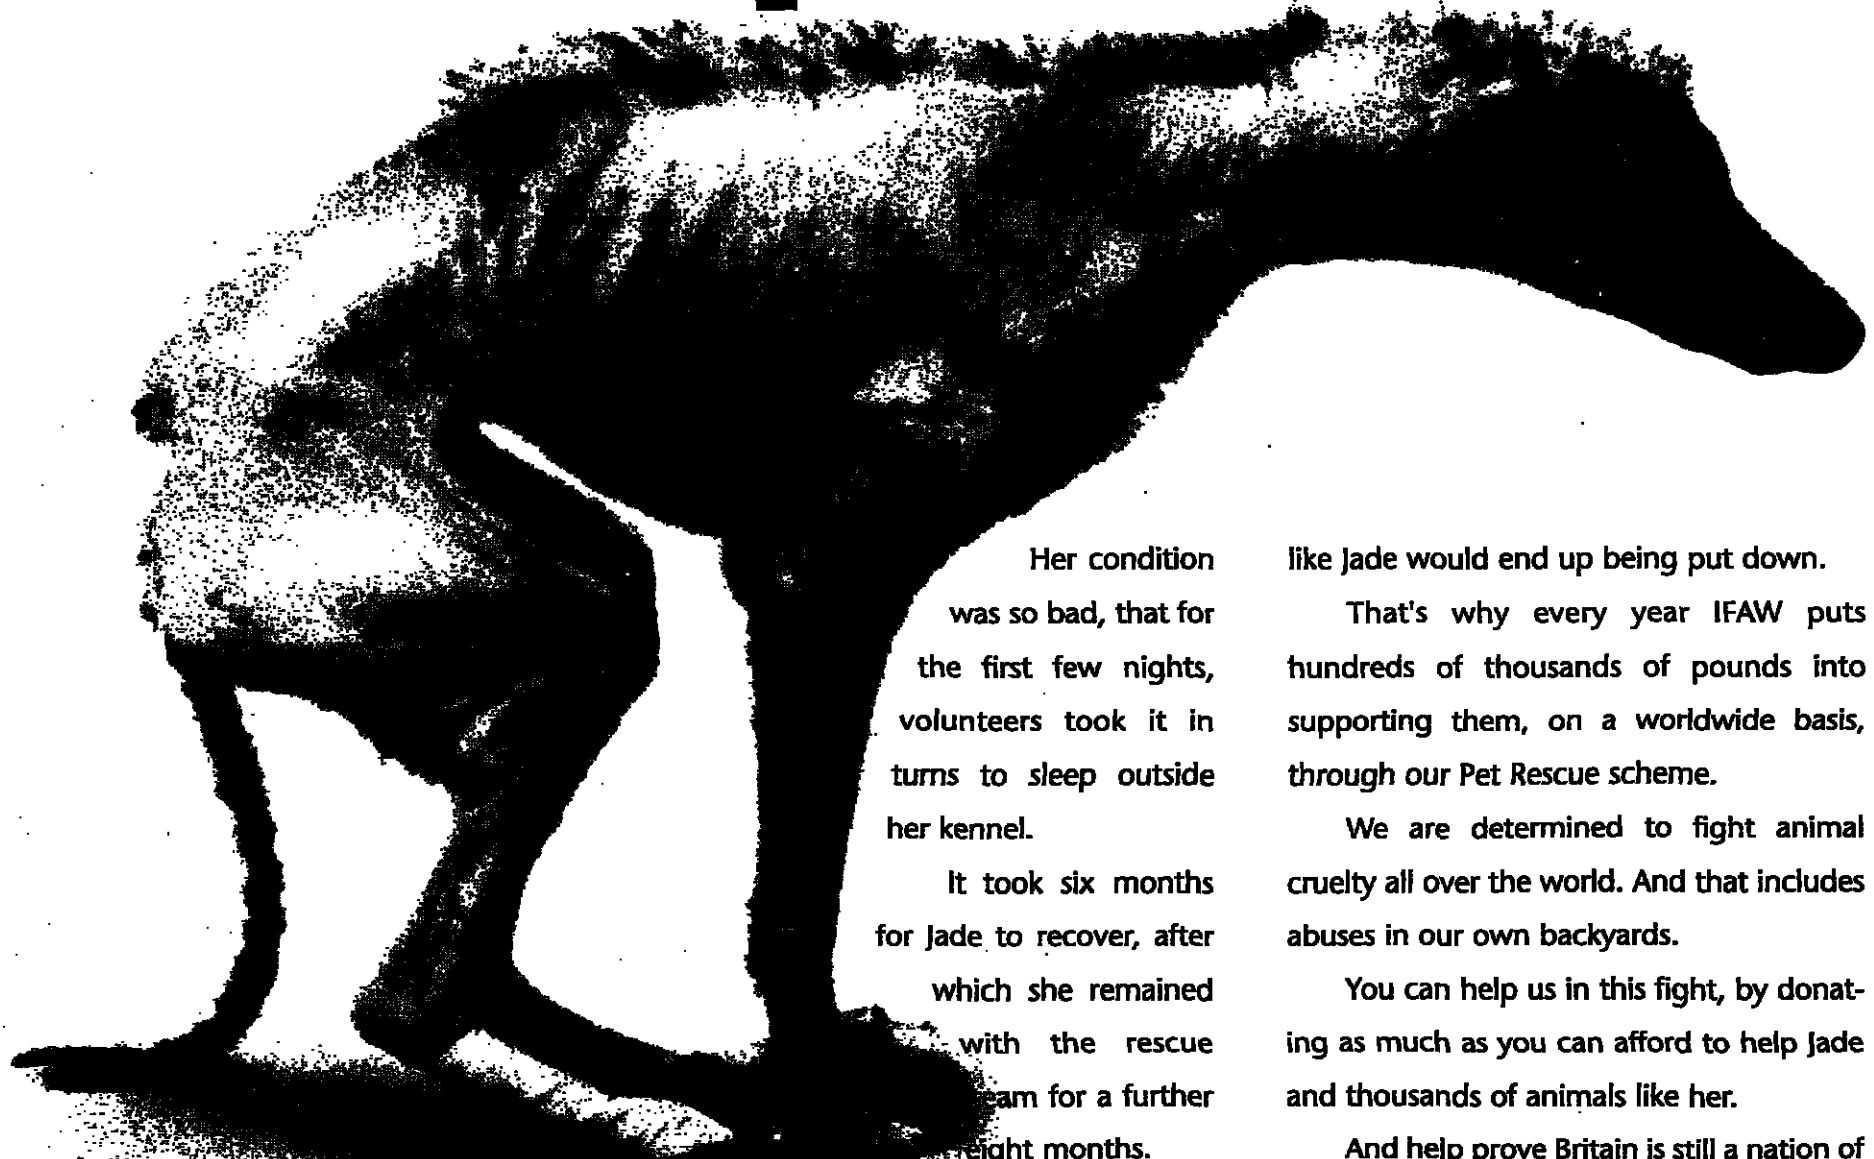 Her condition
was so bad, that for
the first few nights,
volunteers took it in
turns to sleep outside
her kennel.
It took six months
for Jade to recover, after
which she remained
with the rescue
for a further
months.
like Jade would end up being put down.
That's why every year IFAW puts
hundreds of thousands of pounds into
supporting them, on a worldwide basis,
through our Pet Rescue scheme.
We are determined to fight animal
cruelty all over the world. And that includes
abuses in our own backyards.
You can help us in this fight, by donat-
ing as much as you can afford to help Jade
and thousands of animals like her.
And help prove Britain is still a nation of